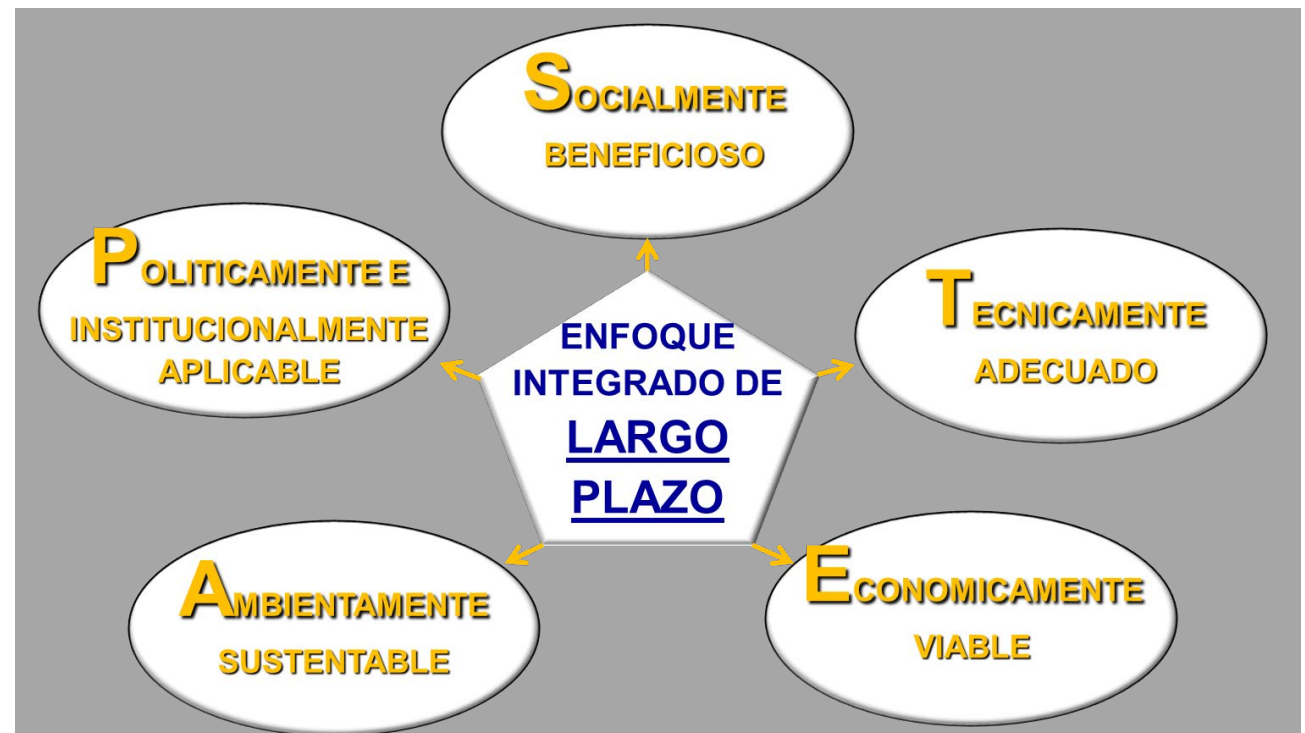 SOCIALMENTE
BENEFICIOSO
POLITICAMENTE E
INSTITUCIONALMENTE
APLICABLE
TECNICAMENTE
ADECUADO
ENFOQUE
INTEGRADO DE
LARGO
PLAZO
AMBIENTAMENTE
SUSTENTABLE
ECONOMICAMENTE
VIABLE